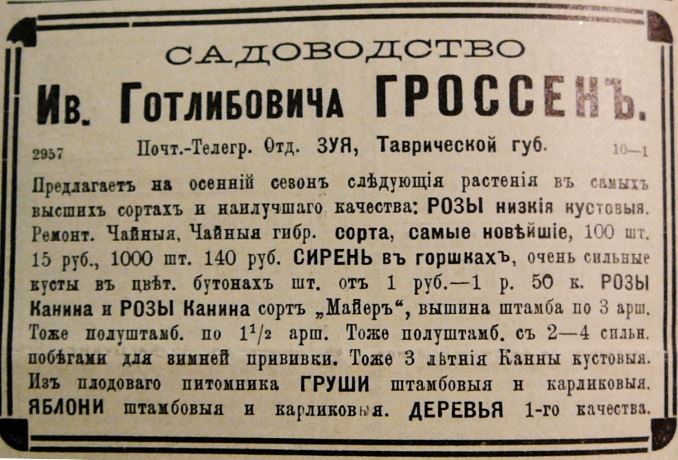 САДОВОДСТВО
Ив. Готлибовича ГРОССЕНЪ.
2957 Почт.-Телегр. Отд. ЗУЯ, Таврической губ. 10—1
Предлагаетъ на осенній сезонъ слѣдующія растенія въ самыхъ
высшихъ сортахъ и наилучшаго качества: РОЗЫ низкія кустовыя.
Ремонт. Чайныя, Чайныя гибр. сорта, самые новѣйшіе, 100 шт.
15 руб., 1000 шт. 140 руб. СИРЕНЬ въ горшкахъ, очень сильные
кусты въ цвѣт. бутонахъ шт. отъ 1 руб.—1 р. 50 к. РОЗЫ
Канина и РОЗЫ Канина сортъ „Майеръ“, вышина штамба по 3 арш.
Тоже полуштамб. по 1½ арш. Тоже полуштамб. съ 2—4 сильн.
побѣгами для зимней прививки. Тоже 3 лѣтнія Канны кустовыя.
Изъ плодоваго питомника ГРУШИ штамбовыя н карликовыя.
ЯБЛОНИ штамбовыя и карликовыя. ДЕРЕВЬЯ 1-го качества.